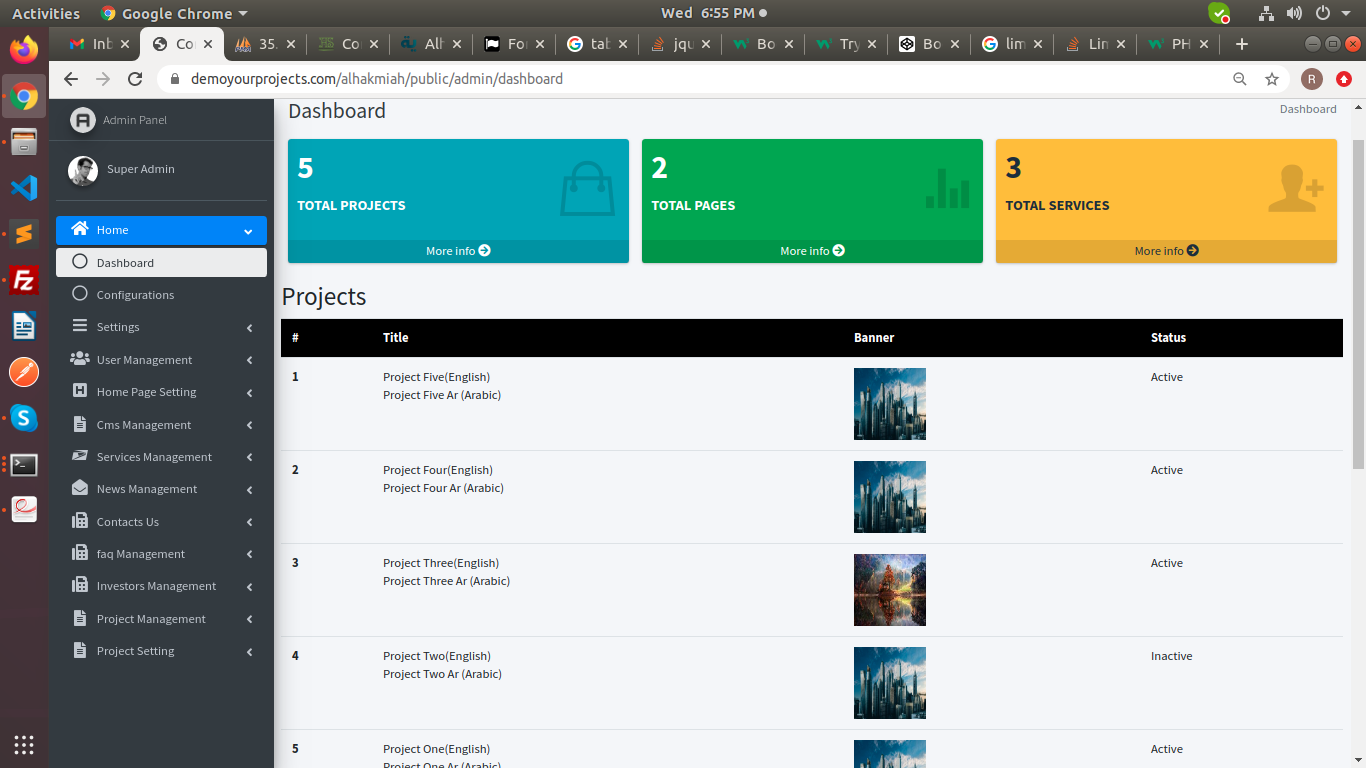 Activities Google Chrome Wed 6:55 PM
Inb Co 35. Co Alh For tab jqu Bo Try Bo lim Lin PH
demoyourprojects.com/alhakmiah/public/admin/dashboard R
Admin Panel
Super Admin
Home
Dashboard
Configurations
Settings
User Management
Home Page Setting
Cms Management
Services Management
News Management
Contacts Us
faq Management
Investors Management
Project Management
Project Setting
Dashboard Dashboard
5
TOTAL PROJECTS
More info
2
TOTAL PAGES
More info
3
TOTAL SERVICES
More info
Projects
# Title Banner Status
1 Project Five(English) Active
Project Five Ar (Arabic)
2 Project Four(English) Active
Project Four Ar (Arabic)
3 Project Three(English) Active
Project Three Ar (Arabic)
4 Project Two(English) Inactive
Project Two Ar (Arabic)
5 Project One(English) Active
Project One Ar (Arabic)